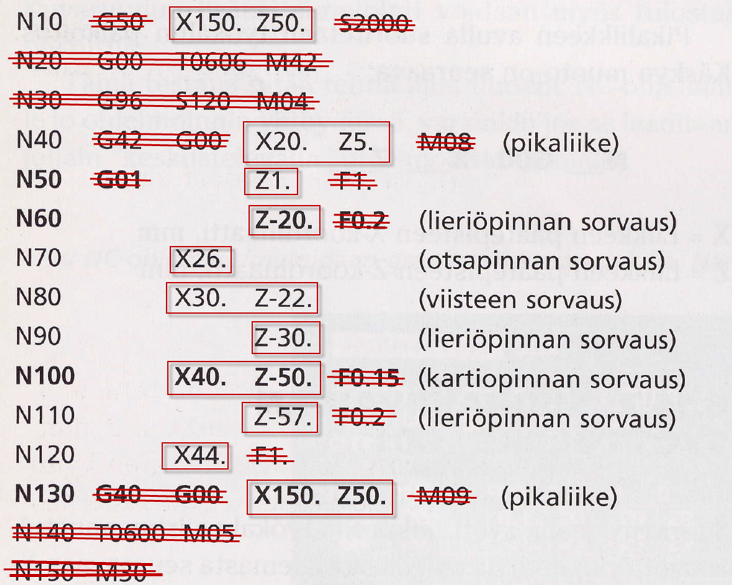 N10 G50 X150. Z50. S2000
N20 G00 T0606 M42
N30 G96 S120 M04
N40 G42 G00 X20. Z5. M08 (pikaliike)
N50 G01 Z1. F1.
N60 Z-20. F0.2 (lieriöpinnan sorvaus)
N70 X26. (otsapinnan sorvaus)
N80 X30. Z-22. (viisteen sorvaus)
N90 Z-30. (lieriöpinnan sorvaus)
N100 X40. Z-50. F0.15 (kartiopinnan sorvaus)
N110 Z-57. F0.2 (lieriöpinnan sorvaus)
N120 X44. F1.
N130 G40 G00 X150. Z50. M09 (pikaliike)
N140 T0600 M05
N150 M30